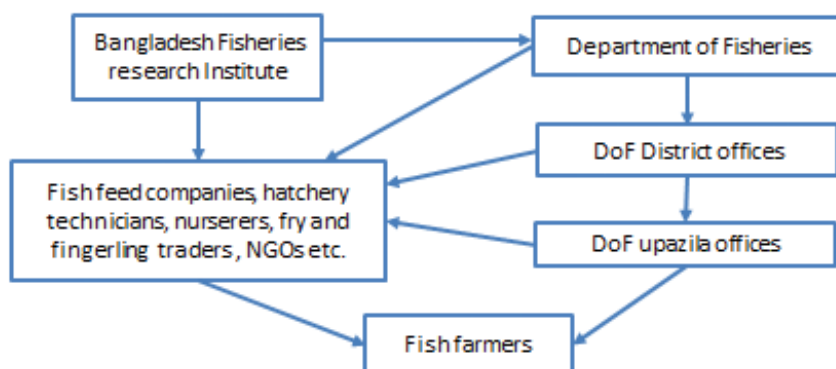 Bangladesh Fisheries
research Institute
Department of Fisheries
DoF District offices
Fish feed companies, hatchery
technicians, nurserers, fry and
fingerling traders , NGOs etc.
DoF upazila offices
Fish farmers